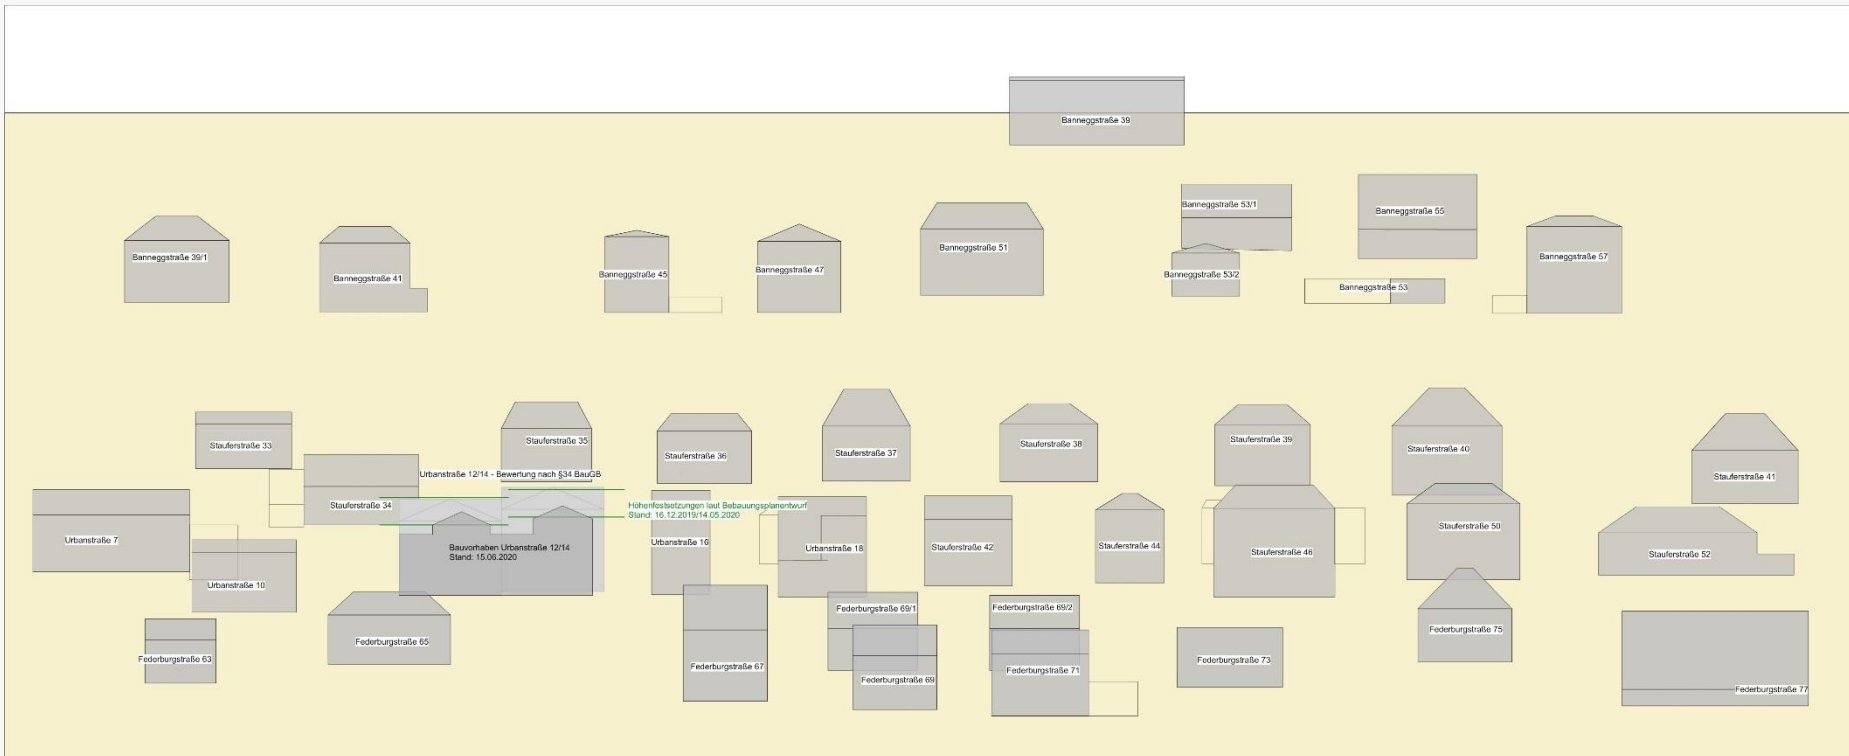 Banneggstraße 39
Banneggstraße 53/1
Banneggstraße 55
Banneggstraße 51
Banneggstraße 39/1
Banneggstraße 57
Banneggstraße 47
Banneggstraße 45
Banneggstraße 53/2
Banneggstraße 41
Banneggstraße 53
Stauferstraße 33
Stauferstraße 35
Stauferstraße 36
Stauferstraße 37
Stauferstraße 38
Stauferstraße 39
Stauferstraße 40
Stauferstraße 41
Urbanstraße 12/14 - Bewertung nach §34 BauGB
Stauferstraße 34
Höhenfestsetzungen laut Bebauungsplanentwurf
Stand: 16.12.2019/14.05.2020
Urbanstraße 7
Bauvorhaben Urbanstraße 12/14
Stand: 15.06.2020
Urbanstraße 16
Urbanstraße 18
Stauferstraße 42
Stauferstraße 44
Stauferstraße 46
Stauferstraße 50
Stauferstraße 52
Urbanstraße 10
Federburgstraße 69/1
Federburgstraße 69/2
Federburgstraße 63
Federburgstraße 65
Federburgstraße 67
Federburgstraße 69
Federburgstraße 71
Federburgstraße 73
Federburgstraße 75
Federburgstraße 77